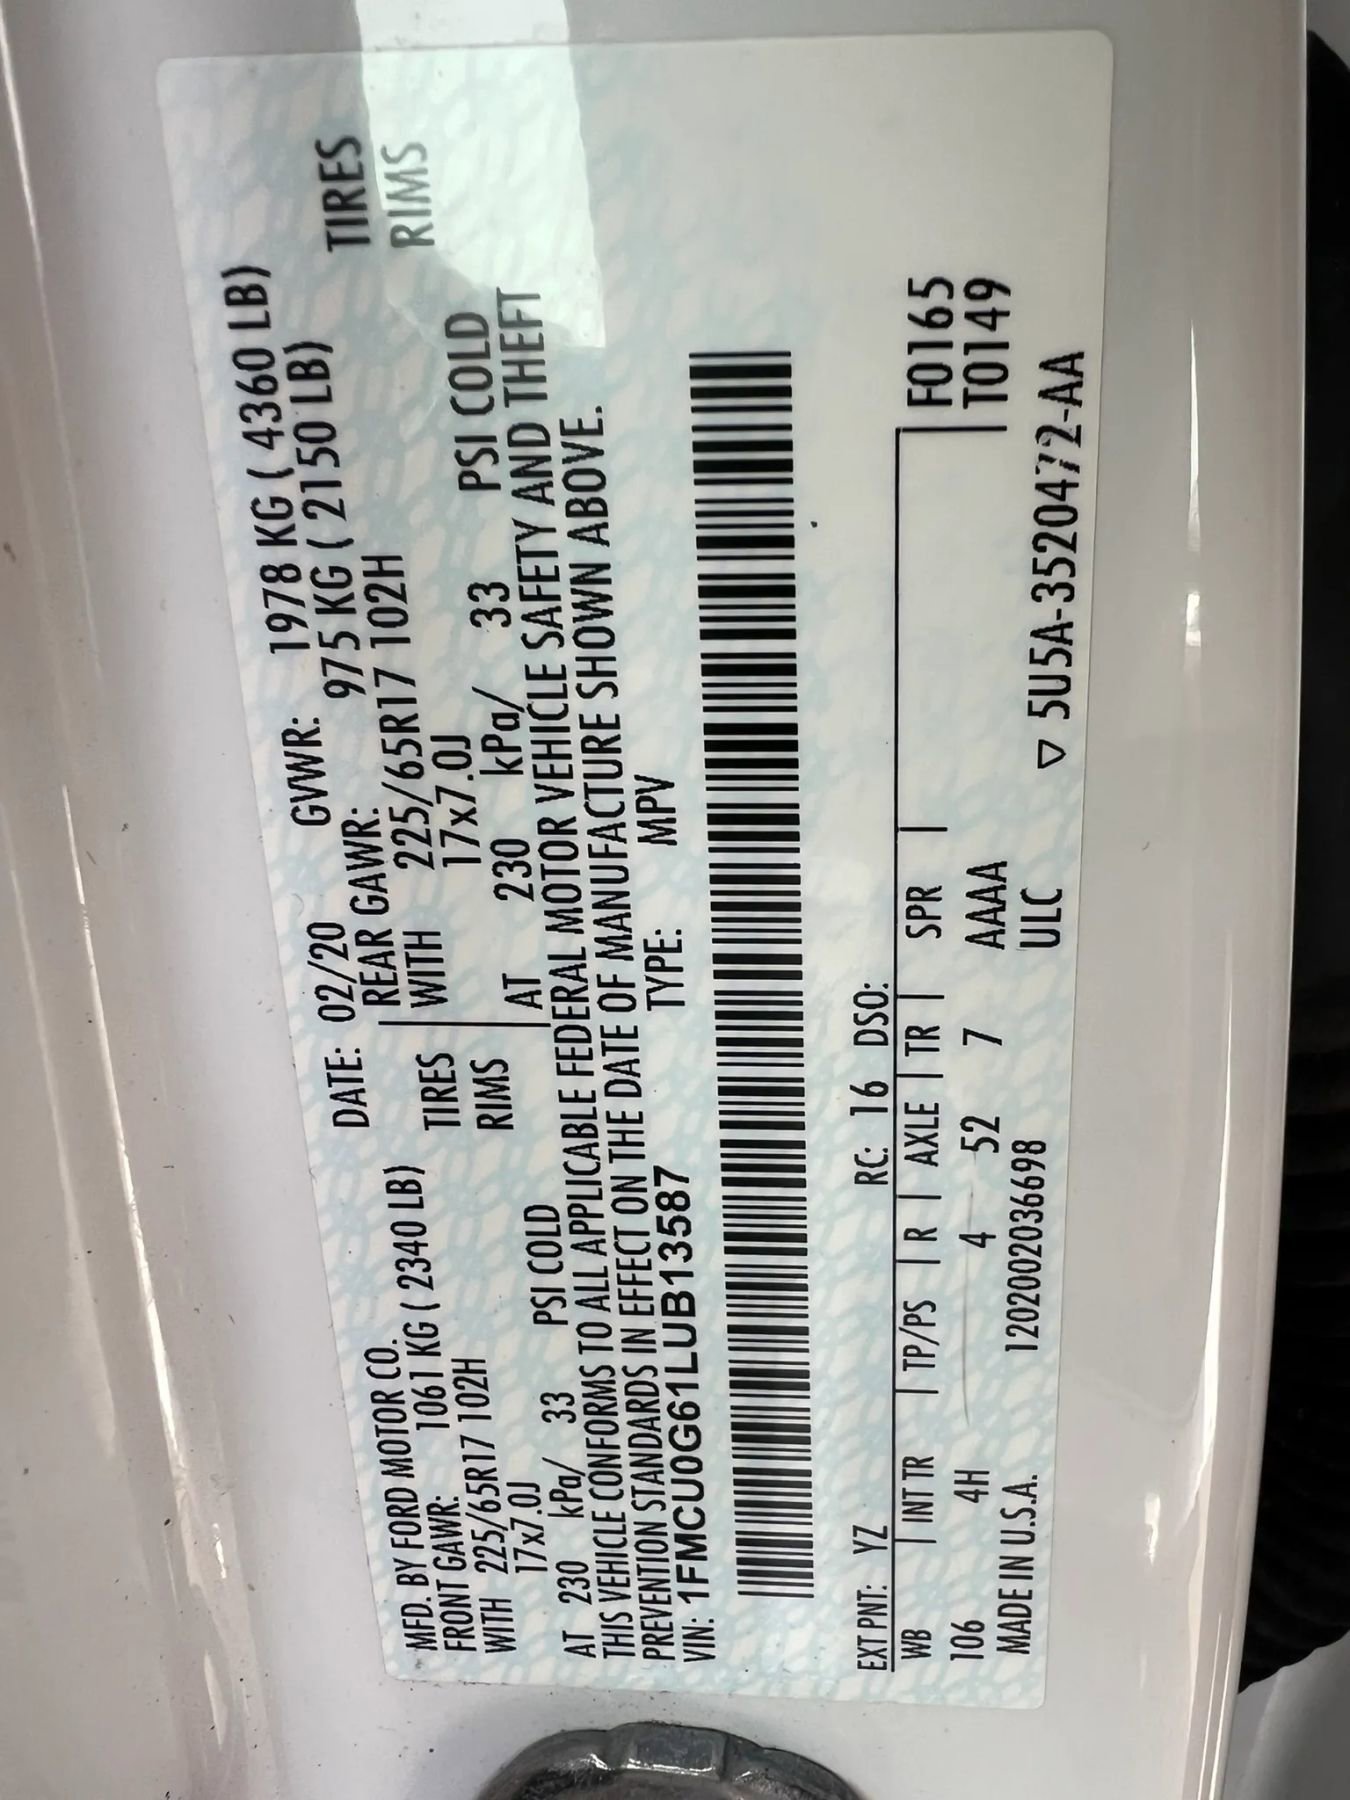 MFD. BY FORD MOTOR CO. DATE: 02/20 GVWR: 1978 KG ( 4360 LB)
FRONT GAWR: 1061 KG ( 2340 LB) REAR GAWR: 975 KG ( 2150 LB)
WITH 225/65R17 102H TIRES WITH 225/65R17 102H TIRES
17x7.0J RIMS 17x7.0J RIMS
AT 230 kPa/ 33 PSI COLD AT 230 kPa/ 33 PSI COLD
THIS VEHICLE CONFORMS TO ALL APPLICABLE FEDERAL MOTOR VEHICLE SAFETY AND THEFT
PREVENTION STANDARDS IN EFFECT ON THE DATE OF MANUFACTURE SHOWN ABOVE.
VIN: 1FMCU0G61LUB13587 TYPE: MPV
EXT PNT: YZ RC: 16 DSO:
WB | INT TR | TP/PS | R | AXLE | TR | SPR | | F0165
106 4H 4 52 7 AAAA T0149
MADE IN U.S.A. 1202002036698 ULC ▽ 5U5A-3520472-AA